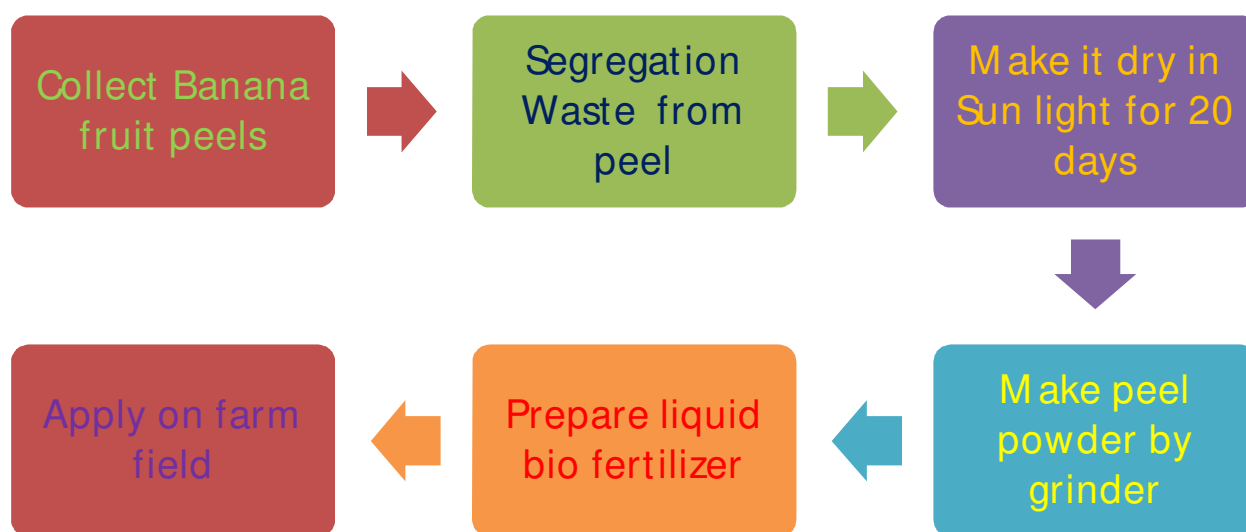 Collect Banana
fruit peels
Segregation
Waste from
peel
Make it dry in
Sun light for 20
days
Make peel
powder by
grinder
Prepare liquid
bio fertilizer
Apply on farm
field